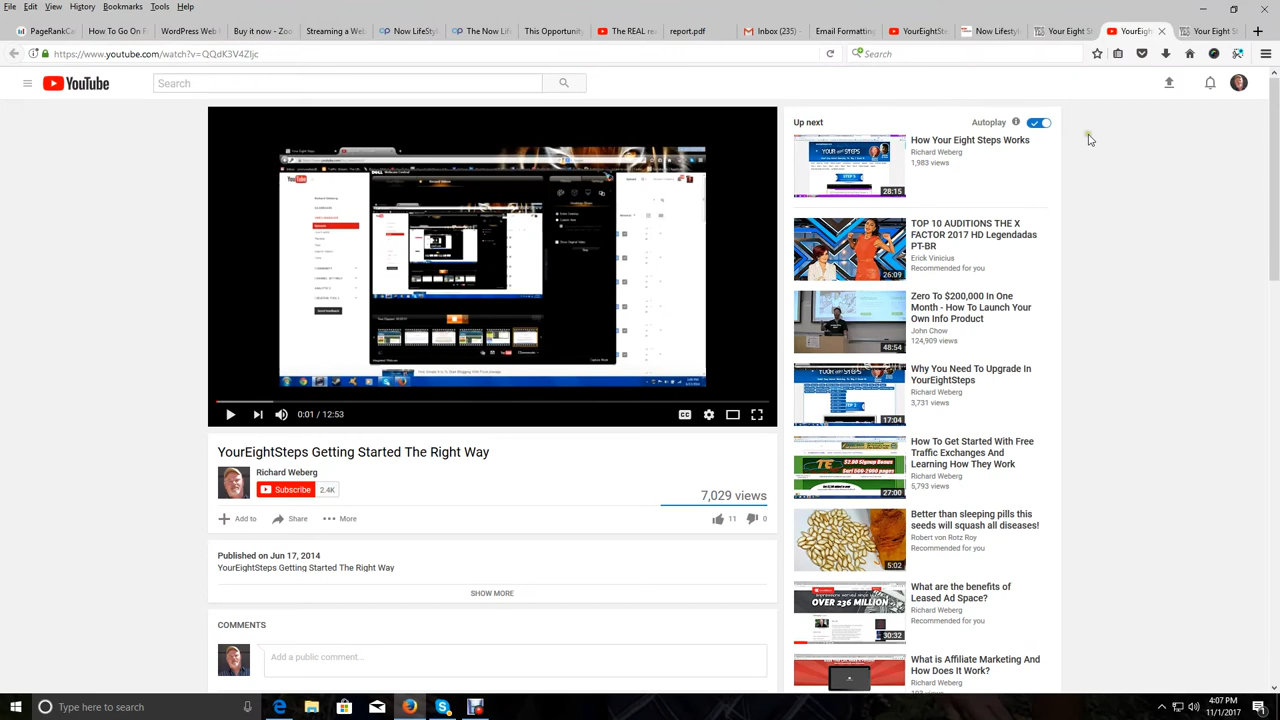 File Edit View History Bookmarks Tools Help
PageRankCa How To Go On I WordPress Web Buy it now - Zoo Streaming a Web Now LifeStyl The Now Life This Opportunity The REAL re report.pdf Inbox (235) - Email Formatting YourEightSte Now Lifesty Your Eight S YourEigh Your Eight S
https://www.youtube.com/watch?v=QQdK3V4ZIjc
Search
YouTube
Search
Up next
Autoplay
How Your Eight Steps Works
Richard Weberg
1,983 views
28:15
TOP 10 AUDITIONS THE X
FACTOR 2017 HD Legendadas
PT-BR
Erick Vinicius
Recommended for you
26:09
Zero To $200,000 In One
Month - How To Launch Your
Own Info Product
John Chow
124,909 views
48:54
Why You Need To Upgrade In
YourEightSteps
Richard Weberg
3,731 views
17:04
How To Get Started With Free
Traffic Exchanges And
Learning How They Work
Richard Weberg
5,793 views
27:00
Better than sleeping pills this
seeds will squash all diseases!
Robert von Rotz Roy
Recommended for you
5:02
What are the benefits of
Leased Ad Space?
Richard Weberg
Recommended for you
OVER 236 MILLION
30:32
What is Affiliate Marketing And
How Does It Work?
Richard Weberg
0:01 / 12:53
CC
YourEightSteps Getting Started The Right Way
Richard Weberg
Subscribe 2.4K
7,029 views
Add to Share More
11 0
Published on Jun 17, 2014
YourEightSteps Getting Started The Right Way
SHOW MORE
COMMENTS
Add a public comment...
Type here to search
4:07 PM
11/1/2017